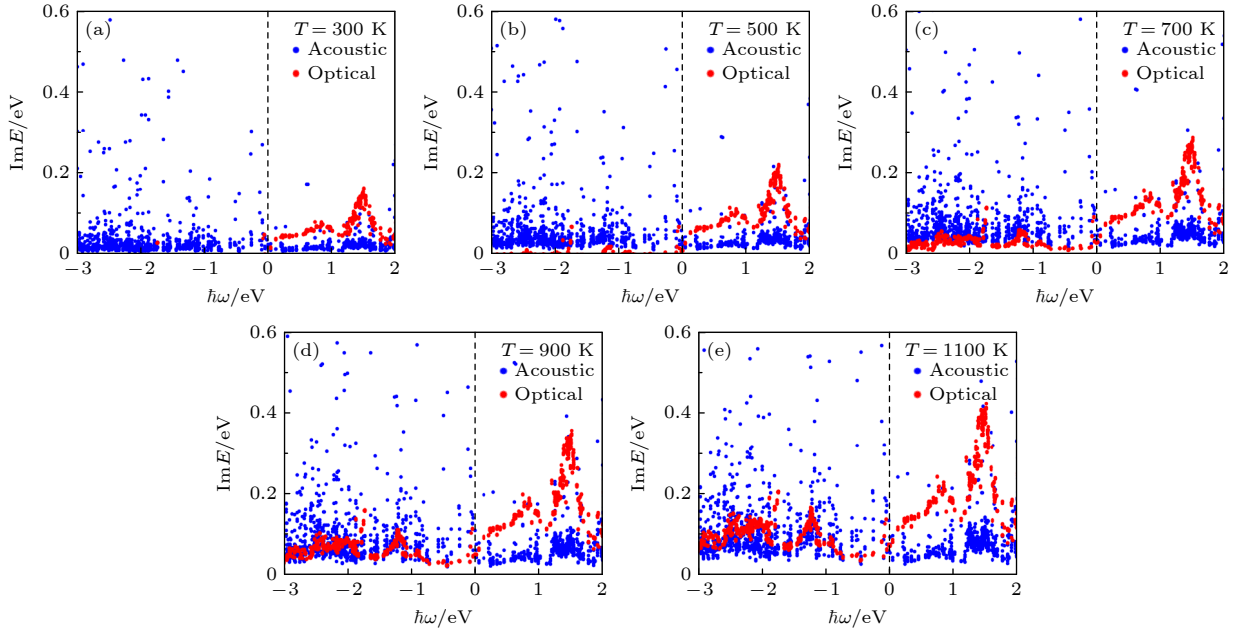 (a) T = 300 K
Acoustic
Optical
0.6
0.4
0.2
0
ImE/eV
−3 −2 −1 0 1 2
ℏω/eV
(b) T = 500 K
Acoustic
Optical
0.6
0.4
0.2
0
ImE/eV
−3 −2 −1 0 1 2
ℏω/eV
(c) T = 700 K
Acoustic
Optical
0.6
0.4
0.2
0
ImE/eV
−3 −2 −1 0 1 2
ℏω/eV
(d) T = 900 K
Acoustic
Optical
0.6
0.4
0.2
0
ImE/eV
−3 −2 −1 0 1 2
ℏω/eV
(e) T = 1100 K
Acoustic
Optical
0.6
0.4
0.2
0
ImE/eV
−3 −2 −1 0 1 2
ℏω/eV